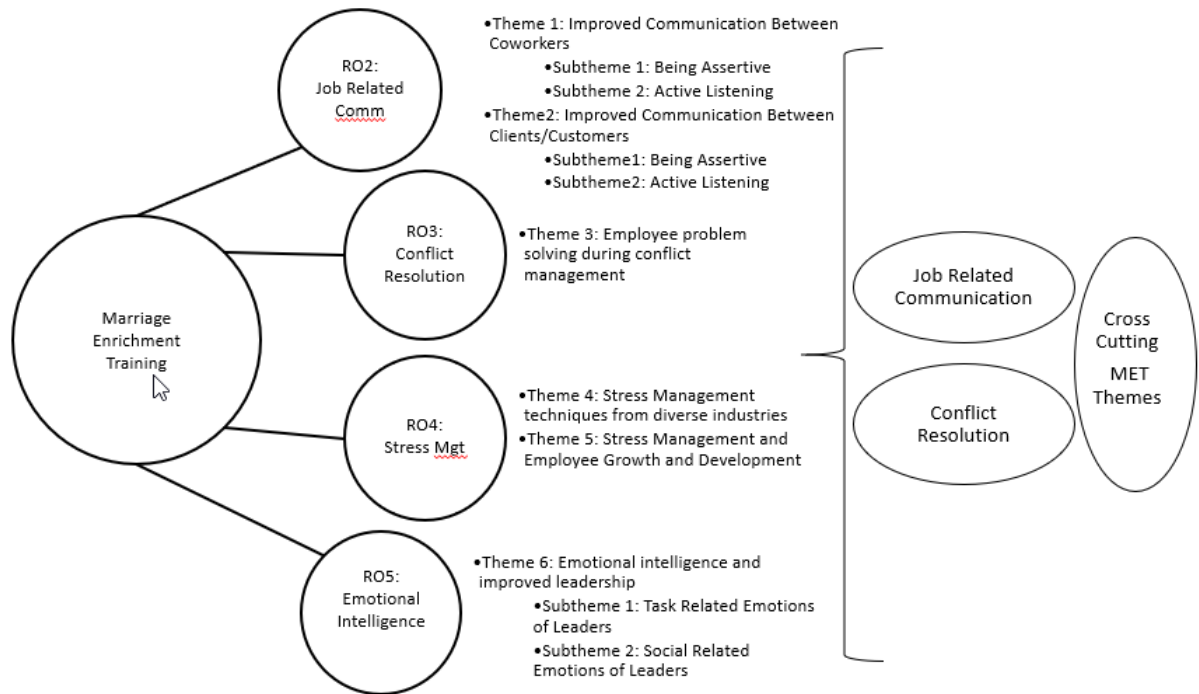 Marriage
Enrichment
Training
RO2:
Job Related
Comm
•Theme 1: Improved Communication Between
Coworkers
•Subtheme 1: Being Assertive
•Subtheme 2: Active Listening
•Theme2: Improved Communication Between
Clients/Customers
•Subtheme1: Being Assertive
•Subtheme2: Active Listening
RO3:
Conflict
Resolution
•Theme 3: Employee problem
solving during conflict
management
RO4:
Stress Mgt
•Theme 4: Stress Management
techniques from diverse industries
•Theme 5: Stress Management and
Employee Growth and Development
RO5:
Emotional
Intelligence
•Theme 6: Emotional intelligence and
improved leadership
•Subtheme 1: Task Related Emotions
of Leaders
•Subtheme 2: Social Related
Emotions of Leaders
Job Related
Communication
Conflict
Resolution
Cross
Cutting
MET
Themes